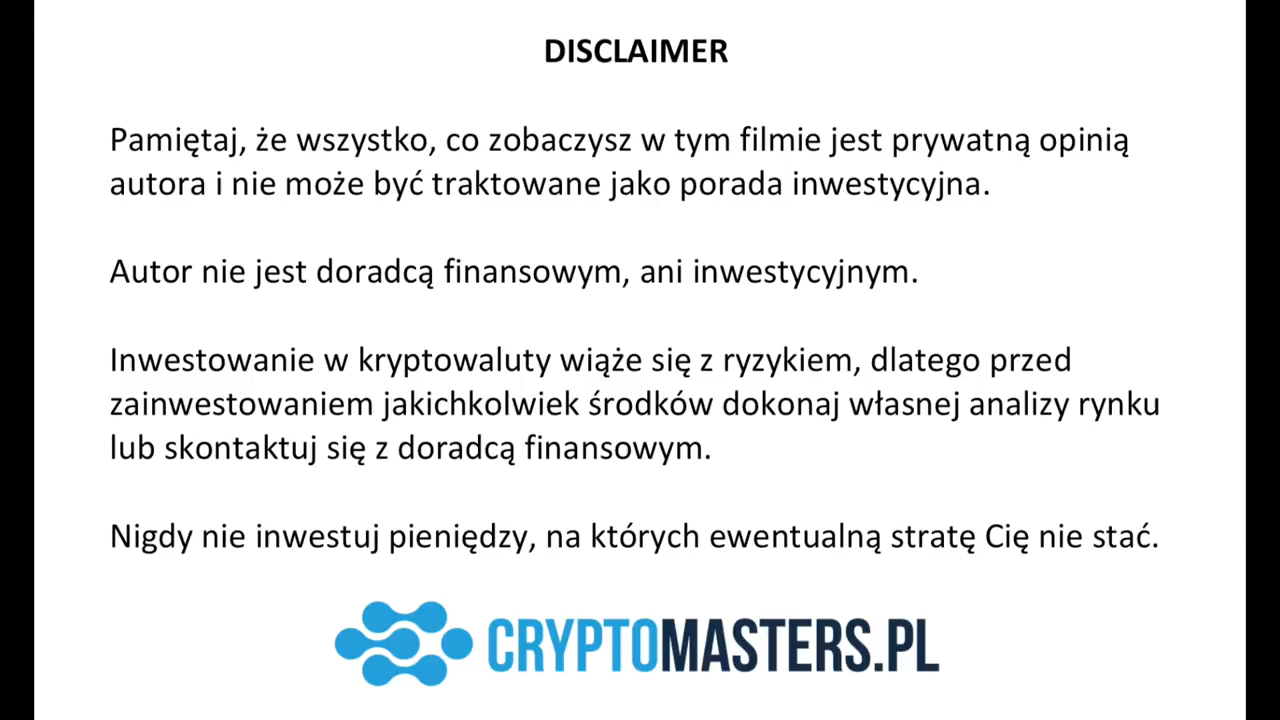 DISCLAIMER
Pamiętaj, że wszystko, co zobaczysz w tym filmie jest prywatną opinią
autora i nie może być traktowane jako porada inwestycyjna.
Autor nie jest doradcą finansowym, ani inwestycyjnym.
Inwestowanie w kryptowaluty wiąże się z ryzykiem, dlatego przed
zainwestowaniem jakichkolwiek środków dokonaj własnej analizy rynku
lub skontaktuj się z doradcą finansowym.
Nigdy nie inwestuj pieniędzy, na których ewentualną stratę Cię nie stać.
CRYPTOMASTERS.PL